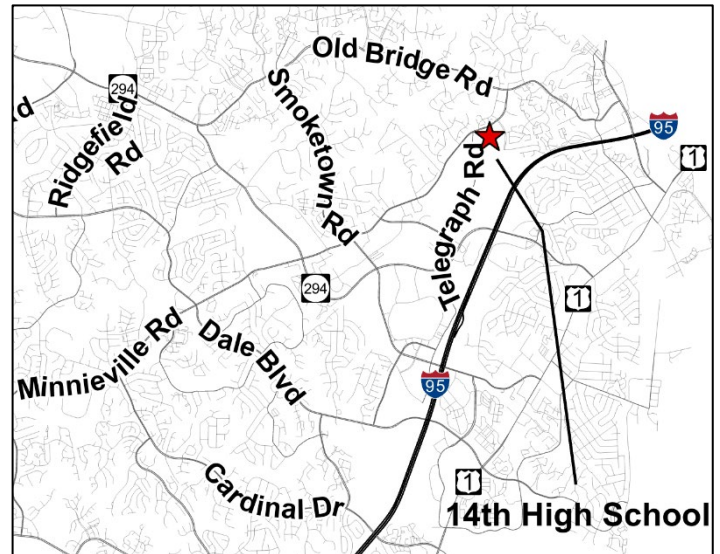 Old Bridge Rd
294
Ridgefield
Rd
Rd
Smoketown Rd
95
1
Telegraph Rd
294
1
Minnieville Rd
Dale Blvd
95
Cardinal Dr
1
14th High School